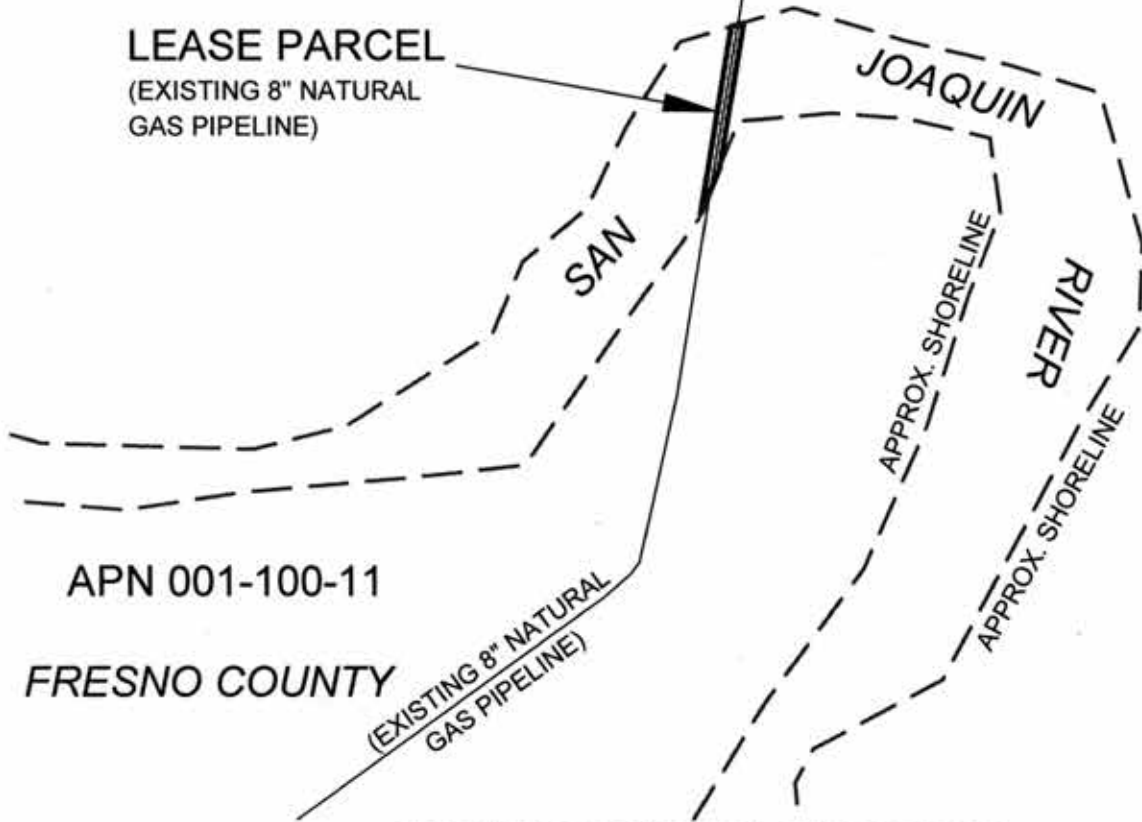 LEASE PARCEL
(EXISTING 8" NATURAL
GAS PIPELINE)
SAN
JOAQUIN
RIVER
APPROX. SHORELINE
APPROX. SHORELINE
APN 001-100-11
FRESNO COUNTY
(EXISTING 8" NATURAL
GAS PIPELINE)